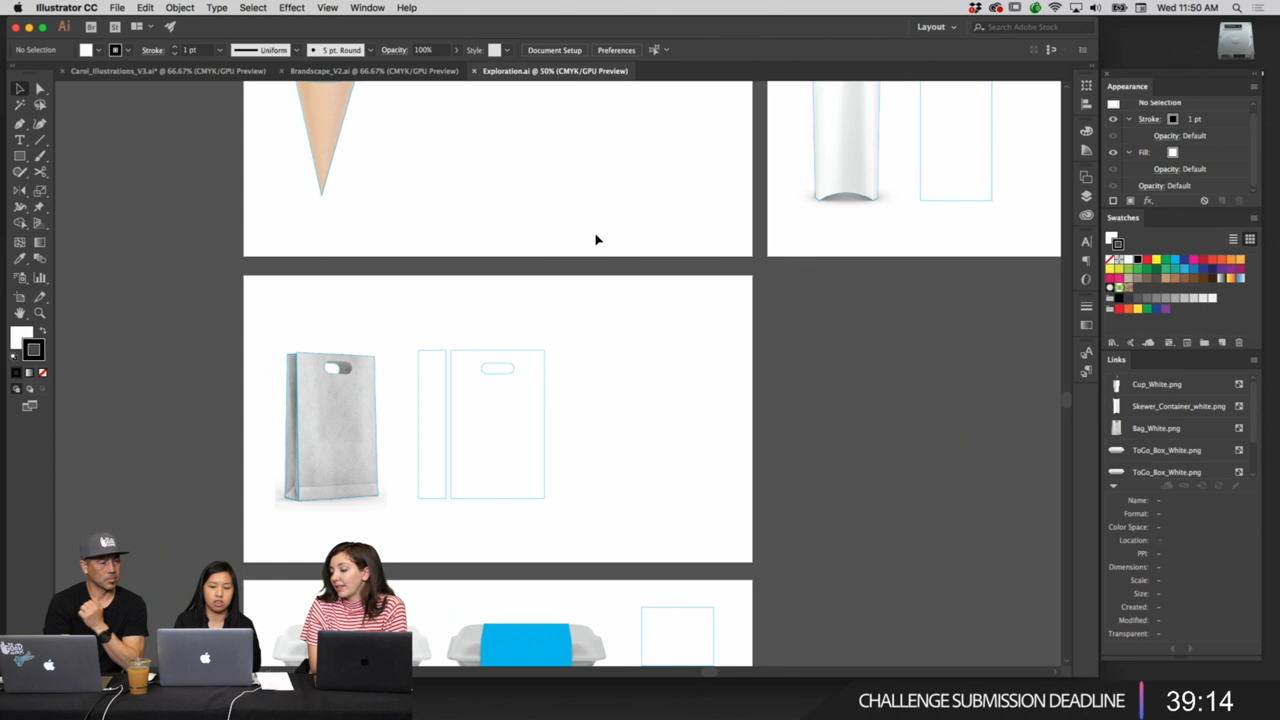 Illustrator CC File Edit Object Type Select Effect View Window Help
Wed 11:50 AM
Ai Br St
Layout
Search Adobe Stock
No Selection
Stroke: 1 pt
Uniform
5 pt. Round
Opacity: 100%
Style:
Document Setup
Preferences
× Carol_Illustrations_V3.ai* @ 66.67% (CMYK/GPU Preview)
× Brandscape_V2.ai @ 66.67% (CMYK/GPU Preview)
× Exploration.ai @ 50% (CMYK/GPU Preview)
Appearance
No Selection
Stroke: 1 pt
Opacity: Default
Fill:
Opacity: Default
Opacity: Default
fx.
Swatches
Links
Cup_White.png
Skewer_Container_white.png
Bag_White.png
ToGo_Box_White.png
ToGo_Box_White.png
Name: –
Format: –
Color Space: –
Location: –
PPI: –
Dimensions: –
Scale: –
Size: –
Created: –
Modified: –
Transparent: –
CHALLENGE SUBMISSION DEADLINE
39:14